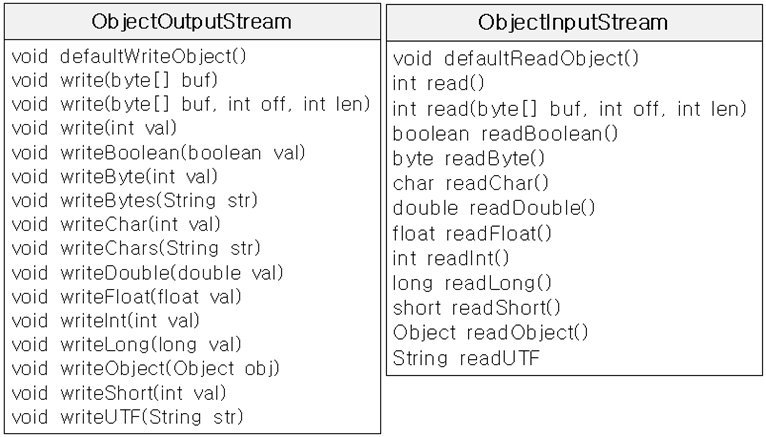 ObjectOutputStream
void defaultWriteObject()
void write(byte[] buf)
void write(byte[] buf, int off, int len)
void write(int val)
void writeBoolean(boolean val)
void writeByte(int val)
void writeBytes(String str)
void writeChar(int val)
void writeChars(String str)
void writeDouble(double val)
void writeFloat(float val)
void writeInt(int val)
void writeLong(long val)
void writeObject(Object obj)
void writeShort(int val)
void writeUTF(String str)
ObjectInputStream
void defaultReadObject()
int read()
int read(byte[] buf, int off, int len)
boolean readBoolean()
byte readByte()
char readChar()
double readDouble()
float readFloat()
int readInt()
long readLong()
short readShort()
Object readObject()
String readUTF